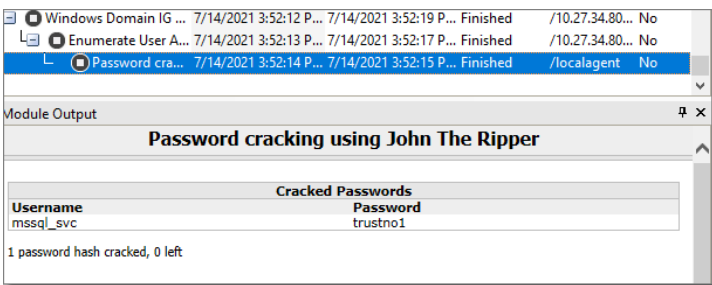 Windows Domain IG ... 7/14/2021 3:52:12 P... 7/14/2021 3:52:19 P... Finished /10.27.34.80... No
Enumerate User A... 7/14/2021 3:52:13 P... 7/14/2021 3:52:17 P... Finished /10.27.34.80... No
Password cra... 7/14/2021 3:52:14 P... 7/14/2021 3:52:15 P... Finished /localagent No
Module Output
Password cracking using John The Ripper
Cracked Passwords
Username Password
mssql_svc trustno1
1 password hash cracked, 0 left